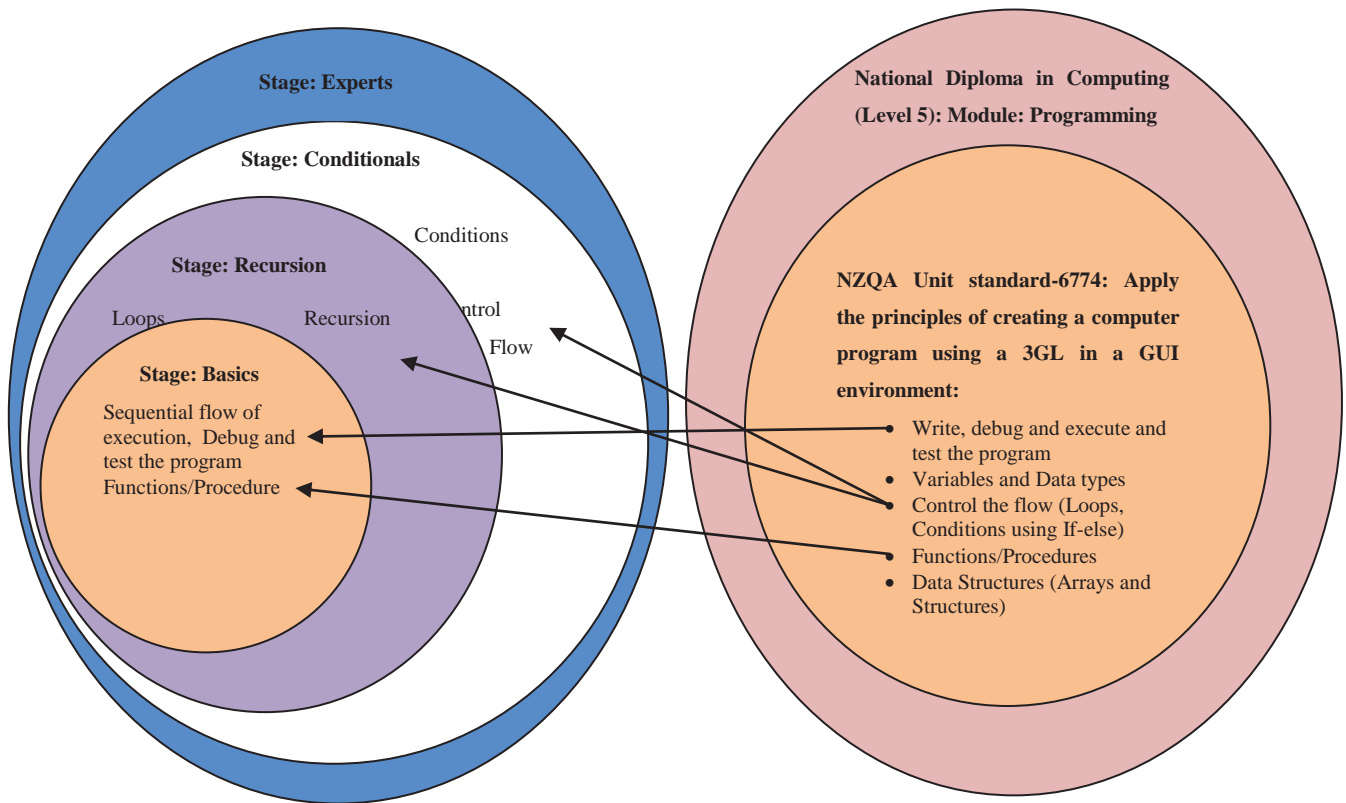 Stage: Experts
Stage: Conditionals
Conditions
Stage: Recursion
Loops
Recursion
ntrol
Flow
Stage: Basics
Sequential flow of
execution, Debug and
test the program
Functions/Procedure
National Diploma in Computing
(Level 5): Module: Programming
NZQA Unit standard-6774: Apply
the principles of creating a computer
program using a 3GL in a GUI
environment:
• Write, debug and execute and
test the program
• Variables and Data types
• Control the flow (Loops,
Conditions using If-else)
• Functions/Procedures
• Data Structures (Arrays and
Structures)